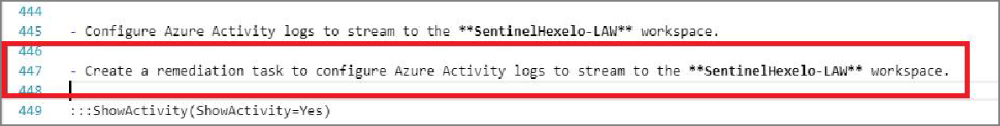 444
445 - Configure Azure Activity logs to stream to the **SentinelHexelo-LAW** workspace.
446
447 - Create a remediation task to configure Azure Activity logs to stream to the **SentinelHexelo-LAW** workspace.
448
449 :::ShowActivity(ShowActivity=Yes)